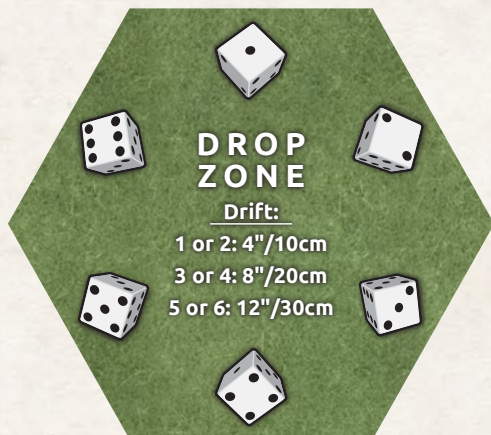 DROP
ZONE
Drift:
1 or 2: 4"/10cm
3 or 4: 8"/20cm
5 or 6: 12"/30cm